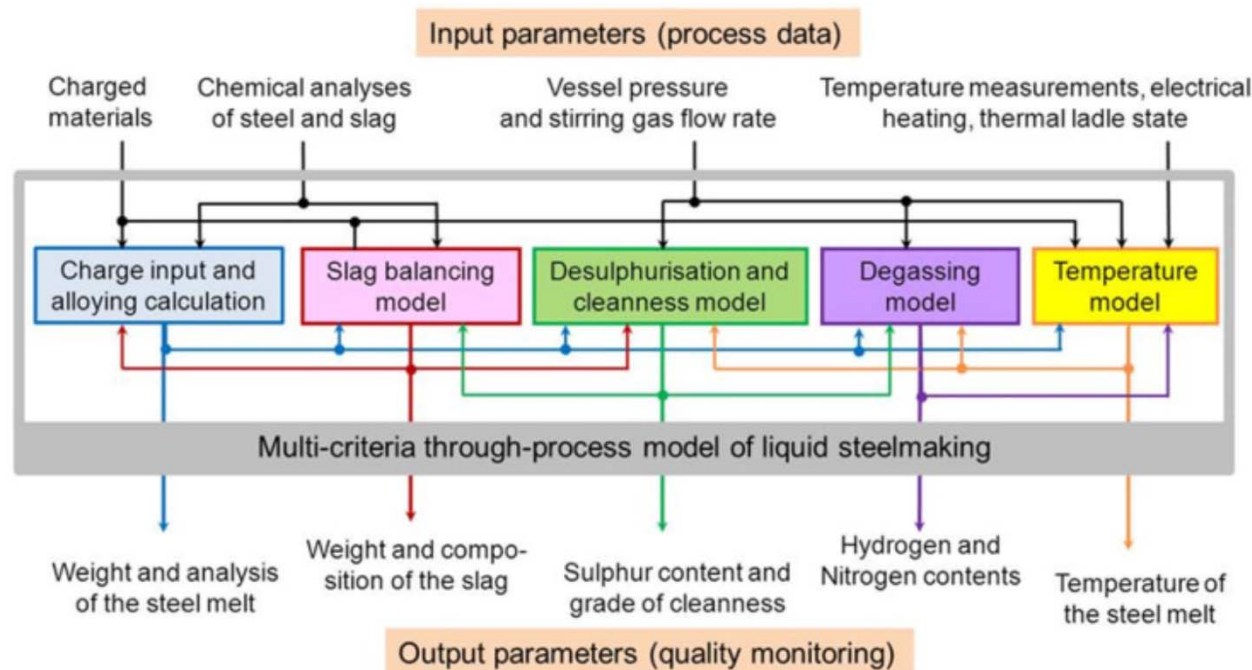 Input parameters (process data)
Charged
materials
Chemical analyses
of steel and slag
Vessel pressure
and stirring gas flow rate
Temperature measurements, electrical
heating, thermal ladle state
Charge input and
alloying calculation
Slag balancing
model
Desulphurisation and
cleanness model
Degassing
model
Temperature
model
Multi-criteria through-process model of liquid steelmaking
Weight and analysis
of the steel melt
Weight and compo-
sition of the slag
Sulphur content and
grade of cleanness
Hydrogen and
Nitrogen contents
Temperature of
the steel melt
Output parameters (quality monitoring)